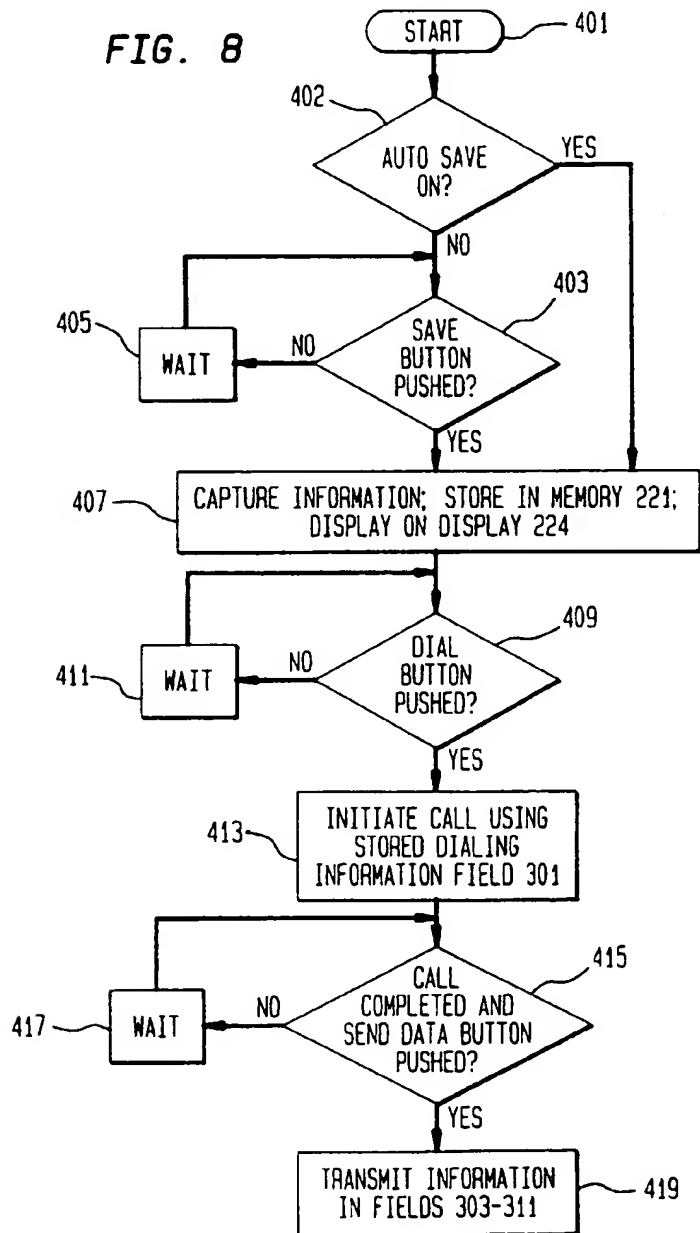 FIG. 8
START
401
402
AUTO SAVE
ON?
YES
NO
403
SAVE
BUTTON
PUSHED?
NO
405
WAIT
YES
407
CAPTURE INFORMATION; STORE IN MEMORY 221;
DISPLAY ON DISPLAY 224
409
DIAL
BUTTON
PUSHED?
NO
WAIT
411
YES
413
INITIATE CALL USING
STORED DIALING
INFORMATION FIELD 301
415
CALL
COMPLETED AND
SEND DATA BUTTON
PUSHED?
NO
417
WAIT
YES
TRANSMIT INFORMATION
IN FIELDS 303-311
419